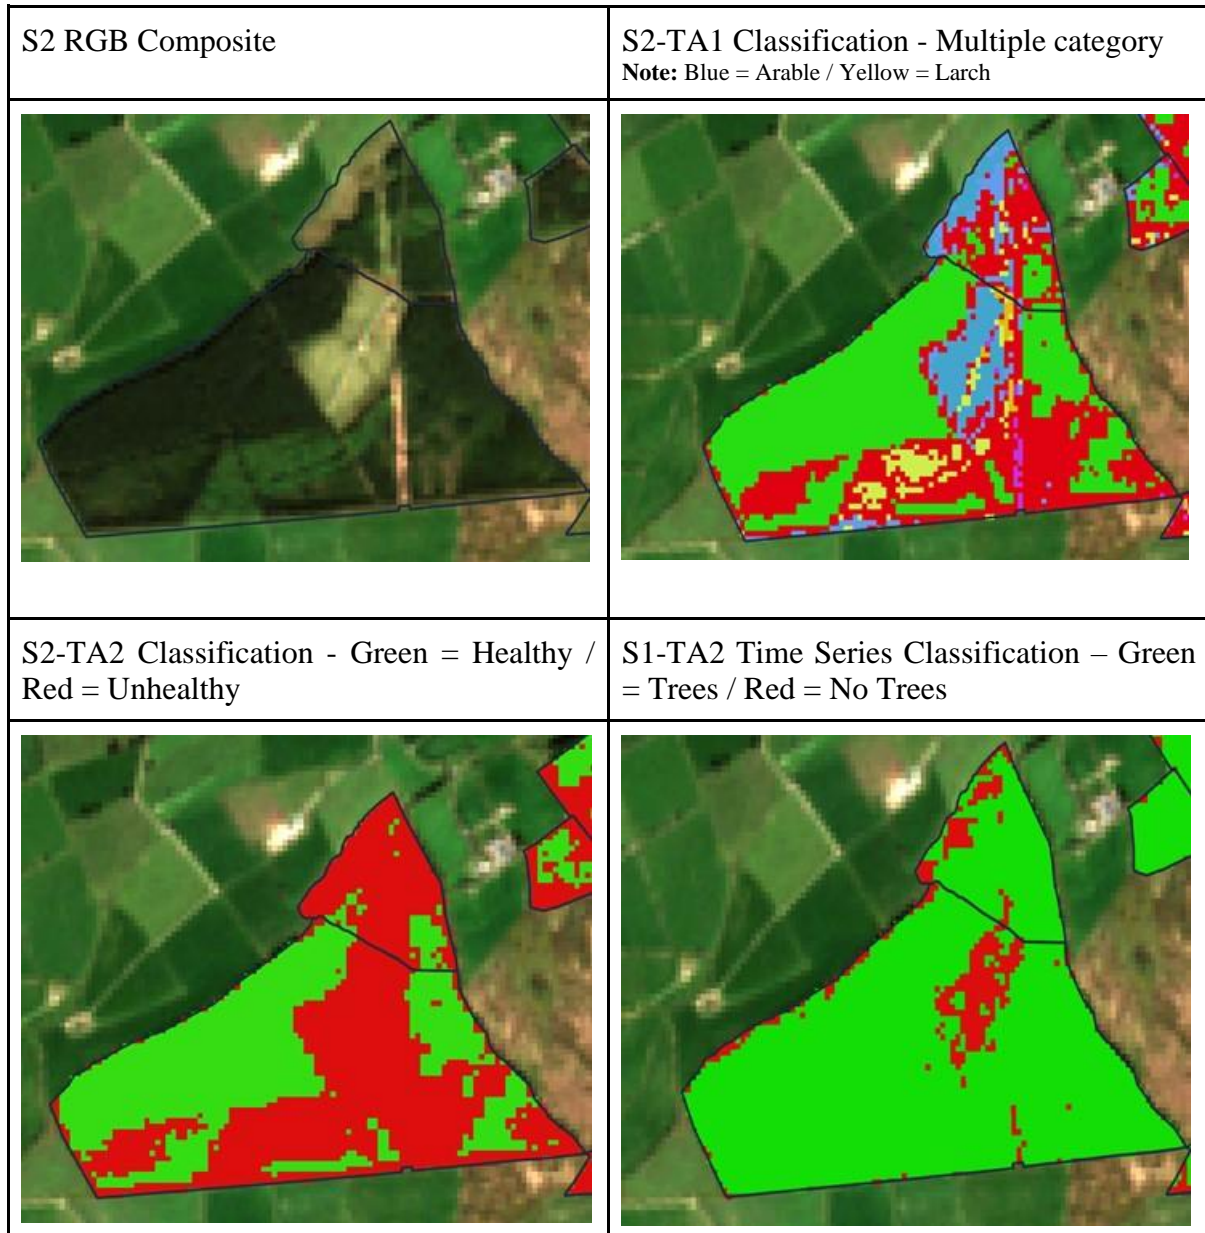 S2 RGB Composite
S2-TA1 Classification - Multiple category
Note: Blue = Arable / Yellow = Larch
S2-TA2 Classification - Green = Healthy /
Red = Unhealthy
S1-TA2 Time Series Classification – Green
= Trees / Red = No Trees